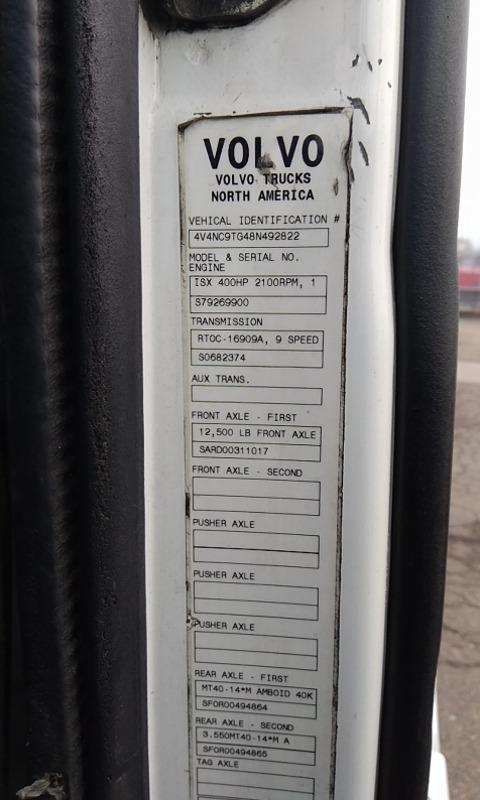 VOLVO
VOLVO TRUCKS
NORTH AMERICA
VEHICAL IDENTIFICATION #
4V4NC9TG48N492822
MODEL & SERIAL NO.
ENGINE
ISX 400HP 2100RPM, 1
S79269900
TRANSMISSION
RTOC-16909A, 9 SPEED
S0682374
AUX TRANS.
FRONT AXLE - FIRST
12,500 LB FRONT AXLE
SARD00311017
FRONT AXLE - SECOND
PUSHER AXLE
PUSHER AXLE
PUSHER AXLE
REAR AXLE - FIRST
MT40-14*M AMBOID 40K
SFOR00494864
REAR AXLE - SECOND
3.550MT40-14*M A
SFOR00494865
TAG AXLE